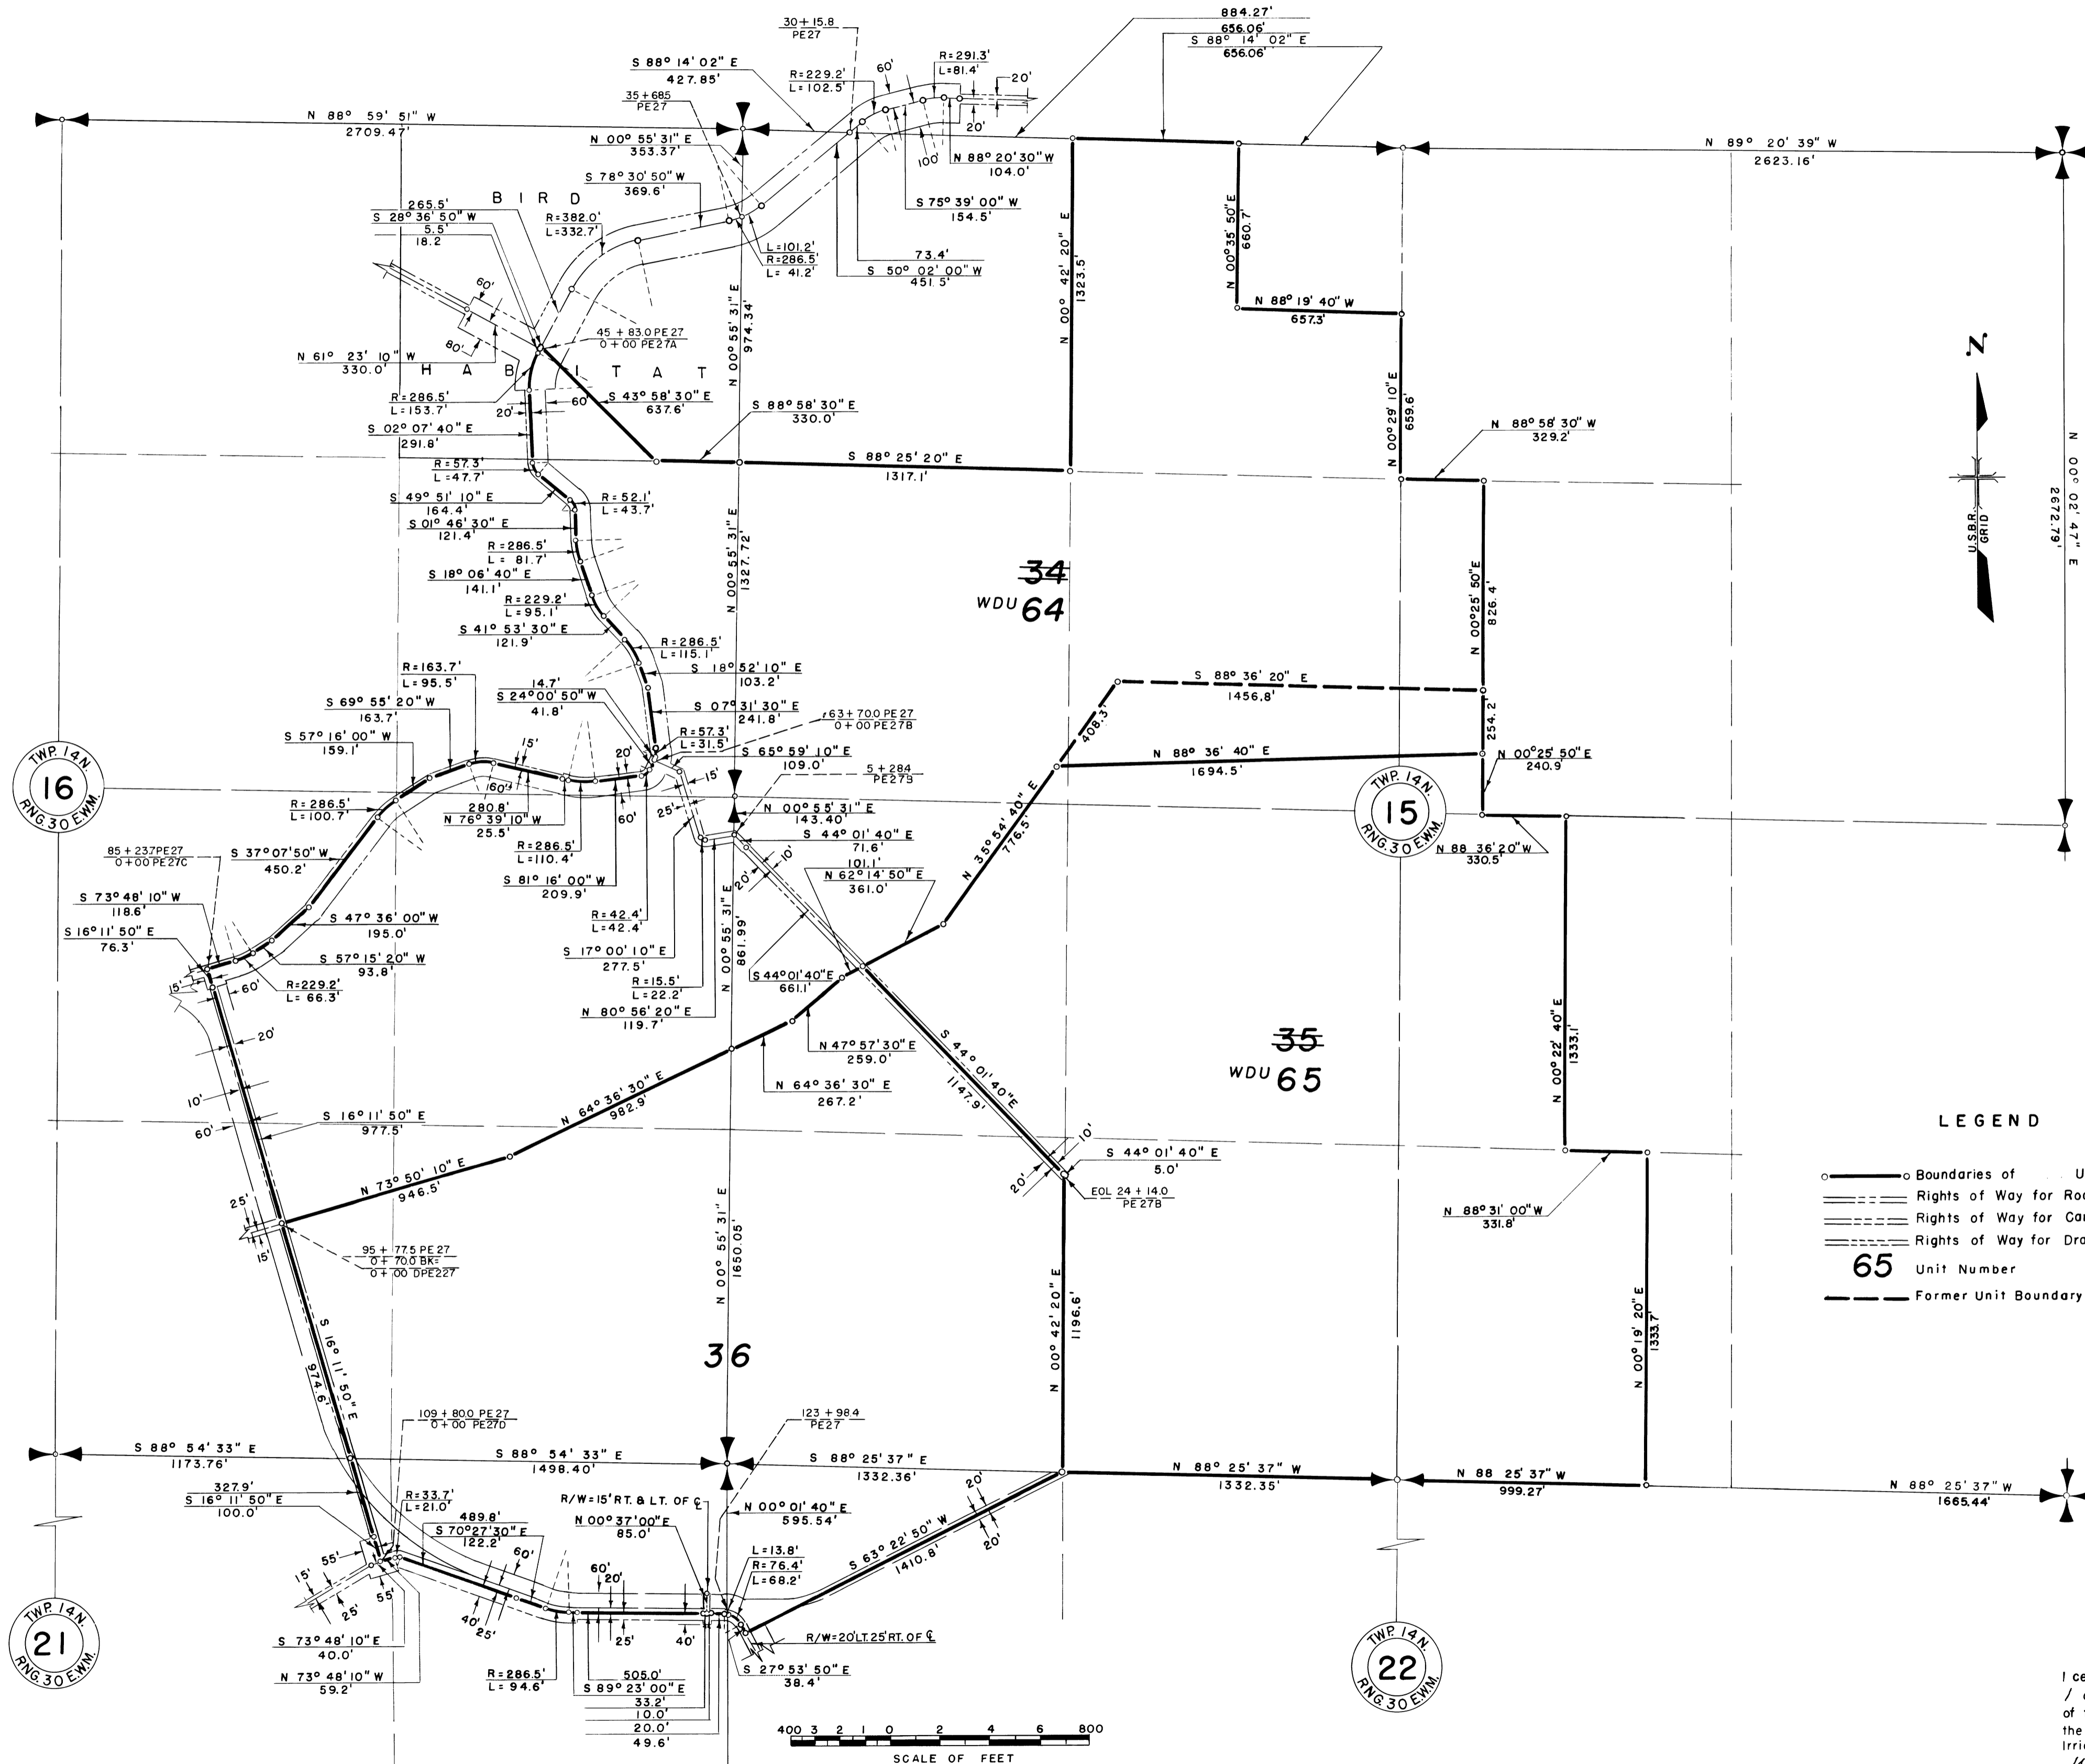 884.27'
656.06'
S 88° 14' 02" E
656.06'
30+15.8
PE27
S 88° 14' 02" E
427.85'
R=229.2'
L=102.5'
60'
R=291.3'
L=81.4'
20'
35+68.5
PE27
N 88° 59' 51" W
2709.47'
N 00° 55' 31" E
353.37'
20'
100'
N 88° 20' 30" W
104.0'
N 89° 20' 39" W
2623.16'
S 78° 30' 50" W
369.6'
BIRD
265.5'
S 28° 36' 50" W
5.5'
18.2
R=382.0'
L=332.7'
S 75° 39' 00" W
154.5'
L=101.2'
R=286.5'
L= 41.2'
73.4'
S 50° 02' 00" W
451.5'
N 00° 42' 20" E
1323.5'
N 00° 35' 50" E
660.7'
60'
N 88° 19' 40" W
657.3'
N 00° 55' 31" E
974.34'
45 + 83.0 PE27
0+00 PE27A
80'
N 61° 23' 10" W
330.0'
HABITAT
R=286.5'
L=153.7'
20'
60'
S 43° 58' 30" E
637.6'
S 88° 58' 30" E
330.0'
N 00° 29' 10" E
659.6'
N 88° 58' 30" W
329.2'
N
U.S.B.R.
GRID
N 00° 02' 47" E
2672.79'
S 02° 07' 40" E
291.8'
R=57.3'
L=47.7'
S 88° 25' 20" E
1317.1'
S 49° 51' 10" E
164.4'
R=52.1'
L=43.7'
S 01° 46' 30" E
121.4'
R=286.5'
L= 81.7'
N 00° 55' 31" E
1327.72'
34
WDU 64
N 00° 25' 50" E
826.4'
S 18° 06' 40" E
141.1'
R=229.2'
L=95.1'
S 41° 53' 30" E
121.9'
R=286.5'
L=115.1'
R=163.7'
L=95.5'
S 18° 52' 10" E
103.2'
14.7'
S 24° 00' 50" W
41.8'
S 88° 36' 20" E
1456.8'
S 69° 55' 20" W
163.7'
S 07° 31' 30" E
241.8'
63+70.0 PE27
0+00 PE27B
408.3'
254.2'
S 57° 16' 00" W
159.1'
15'
R=57.3'
L=31.5'
S 65° 59' 10" E
109.0'
N 88° 36' 40" E
1694.5'
N 00° 25' 50" E
240.9'
TWP. 14 N.
16
RNG. 30 E.W.M.
20'
15'
5+28.4
PE27B
TWP. 14 N.
15
RNG. 30 E.W.M.
R=286.5'
L=100.7'
60'
280.8'
N 76° 39' 10" W
25.5'
60'
25'
N 00° 55' 31" E
143.40'
N 35° 54' 40" E
776.5'
85+23.7 PE27
0+00 PE27C
S 37° 07' 50" W
450.2'
R=286.5'
L=110.4'
S 44° 01' 40" E
71.6'
N 88 36' 20" W
330.5'
S 81° 16' 00" W
209.9'
10'
20'
101.1'
N 62° 14' 50" E
361.0'
S 73° 48' 10" W
118.6'
S 47° 36' 00" W
195.0'
R=42.4'
L=42.4'
N 00° 55' 31" E
861.99'
S 16° 11' 50" E
76.3'
S 57° 15' 20" W
93.8'
S 17° 00' 10" E
277.5'
15'
60'
R=229.2'
L= 66.3'
R=15.5'
L=22.2'
S 44° 01' 40" E
661.1'
N 80° 56' 20" E
119.7'
N 00° 22' 40" E
1333.1'
20'
N 47° 57' 30" E
259.0'
35
WDU 65
10'
N 64° 36' 30" E
982.9'
N 64° 36' 30" E
267.2'
S 44° 01' 40" E
1147.9'
60'
S 16° 11' 50" E
977.5'
10'
LEGEND
N 73° 50' 10" E
946.5'
20'
S 44° 01' 40" E
5.0'
EOL 24+14.0
PE 27B
Boundaries of U
Rights of Way for Roa
Rights of Way for Ca
Rights of Way for Dra
65 Unit Number
Former Unit Boundary
25'
15'
N 88° 31' 00" W
331.8'
95 + 77.5 PE 27
0 + 70.0 BK=
0 + 00 DPE227
N 00° 55' 31" E
1650.05'
N 00° 42' 20" E
1196.6'
N 00° 19' 20" E
1333.7'
S 16° 11' 50" E
974.6'
36
109+80.0 PE27
0+00 PE27D
123+98.4
PE27
S 88° 54' 33" E
1173.76'
S 88° 54' 33" E
1498.40'
S 88° 25' 37" E
1332.36'
N 88° 25' 37" W
1332.35'
N 88 25' 37" W
999.27'
N 88° 25' 37" W
1665.44'
327.9'
S 16° 11' 50" E
100.0'
R=33.7'
L=21.0'
R/W=15' RT. & LT. OF ℄
N 00° 01' 40" E
595.54'
20'
20'
489.8'
S 70° 27' 30" E
122.2'
N 00° 37' 00" E
85.0'
S 63° 22' 50" W
1410.8'
55'
60'
L=13.8'
R=76.4'
L=68.2'
15'
25'
55'
60'
20'
40'
25'
25'
40'
R/W=20' LT. 25' RT. OF ℄
TWP. 14 N.
21
RNG. 30 E.W.M.
S 73° 48' 10" E
40.0'
N 73° 48' 10" W
59.2'
R=286.5'
L= 94.6'
505.0'
S 89° 23' 00" E
33.2'
10.0'
20.0'
49.6'
S 27° 53' 50" E
38.4'
TWP. 14 N.
22
RNG. 30 E.W.M.
400 3 2 1 0 2 4 6 800
SCALE OF FEET
I ce
of
the
Irri